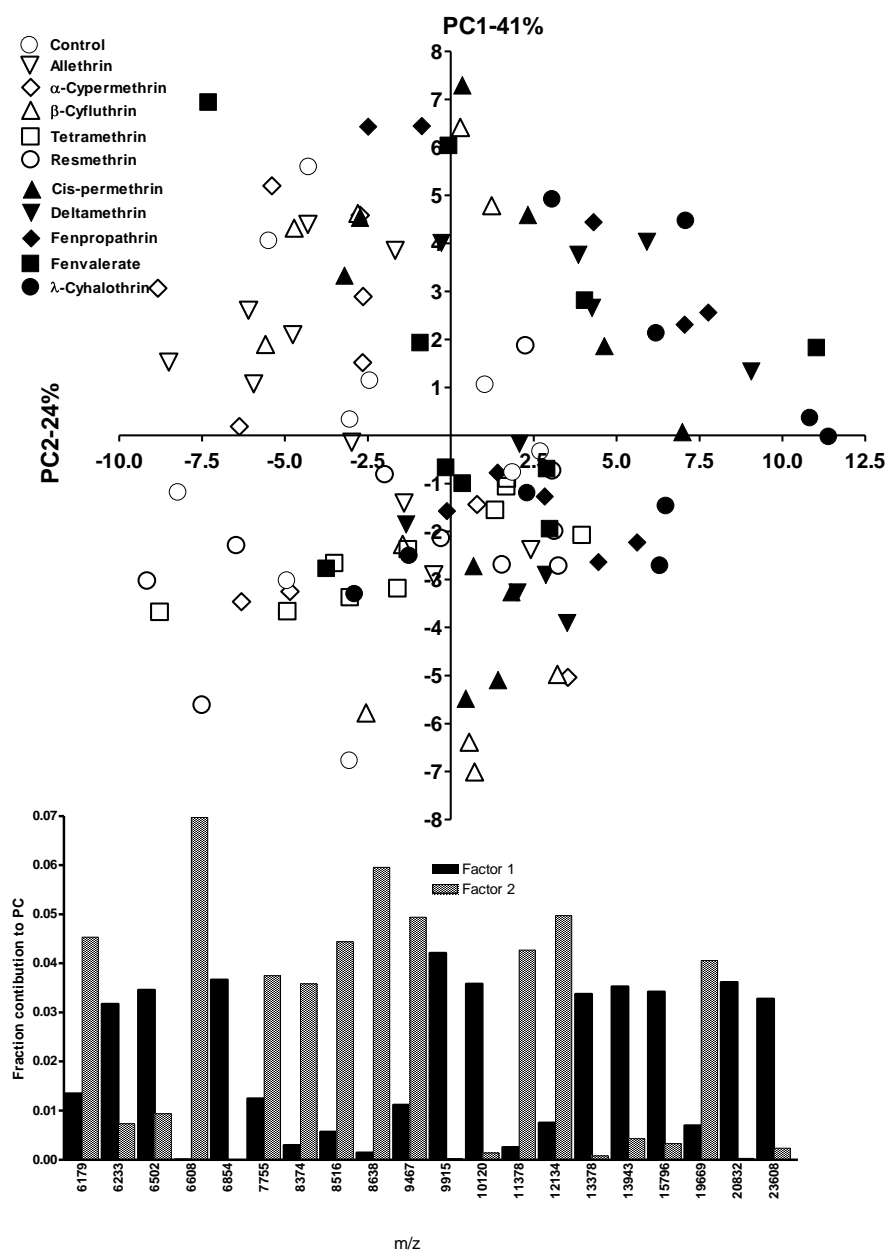 PC1-41%
Control
Allethrin
α-Cypermethrin
β-Cyfluthrin
Tetramethrin
Resmethrin
Cis-permethrin
Deltamethrin
Fenpropathrin
Fenvalerate
λ-Cyhalothrin
8
7
6
5
4
3
2
1
PC2-24%
-10.0 -7.5 -5.0 -2.5 2.5 5.0 7.5 10.0 12.5
-1
-2
-3
-4
-5
-6
-7
-8
Fraction contibution to PC
0.07
0.06
0.05
0.04
0.03
0.02
0.01
0.00
Factor 1
Factor 2
6179 6233 6502 6608 6854 7755 8374 8516 8638 9467 9915 10120 11378 12134 13378 13943 15796 19669 20832 23608
m/z